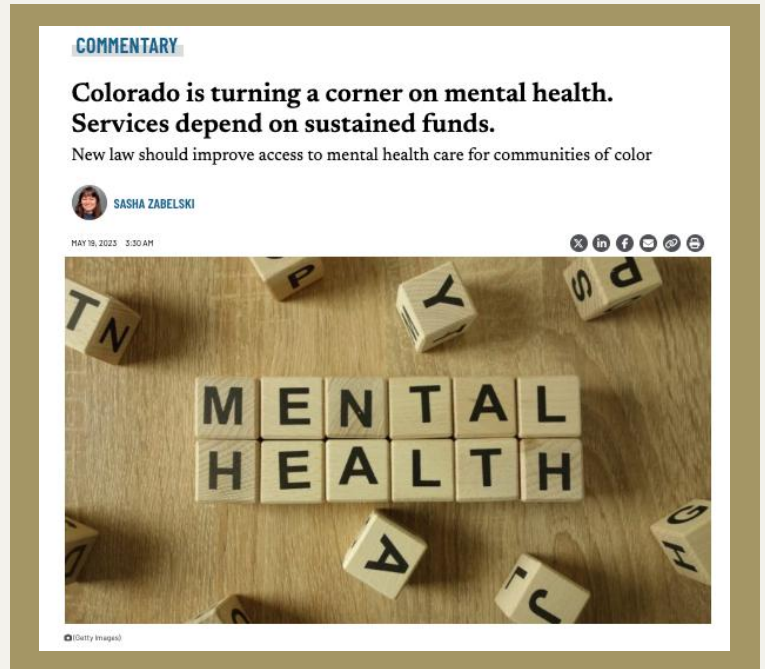 COMMENTARY
Colorado is turning a corner on mental health.
Services depend on sustained funds.
New law should improve access to mental health care for communities of color
SASHA ZABELSKI
MAY 19, 2023 3:30 AM
T N
P
Y
S P
MENTAL
HEALTH
A
L J
G H
(Getty Images)